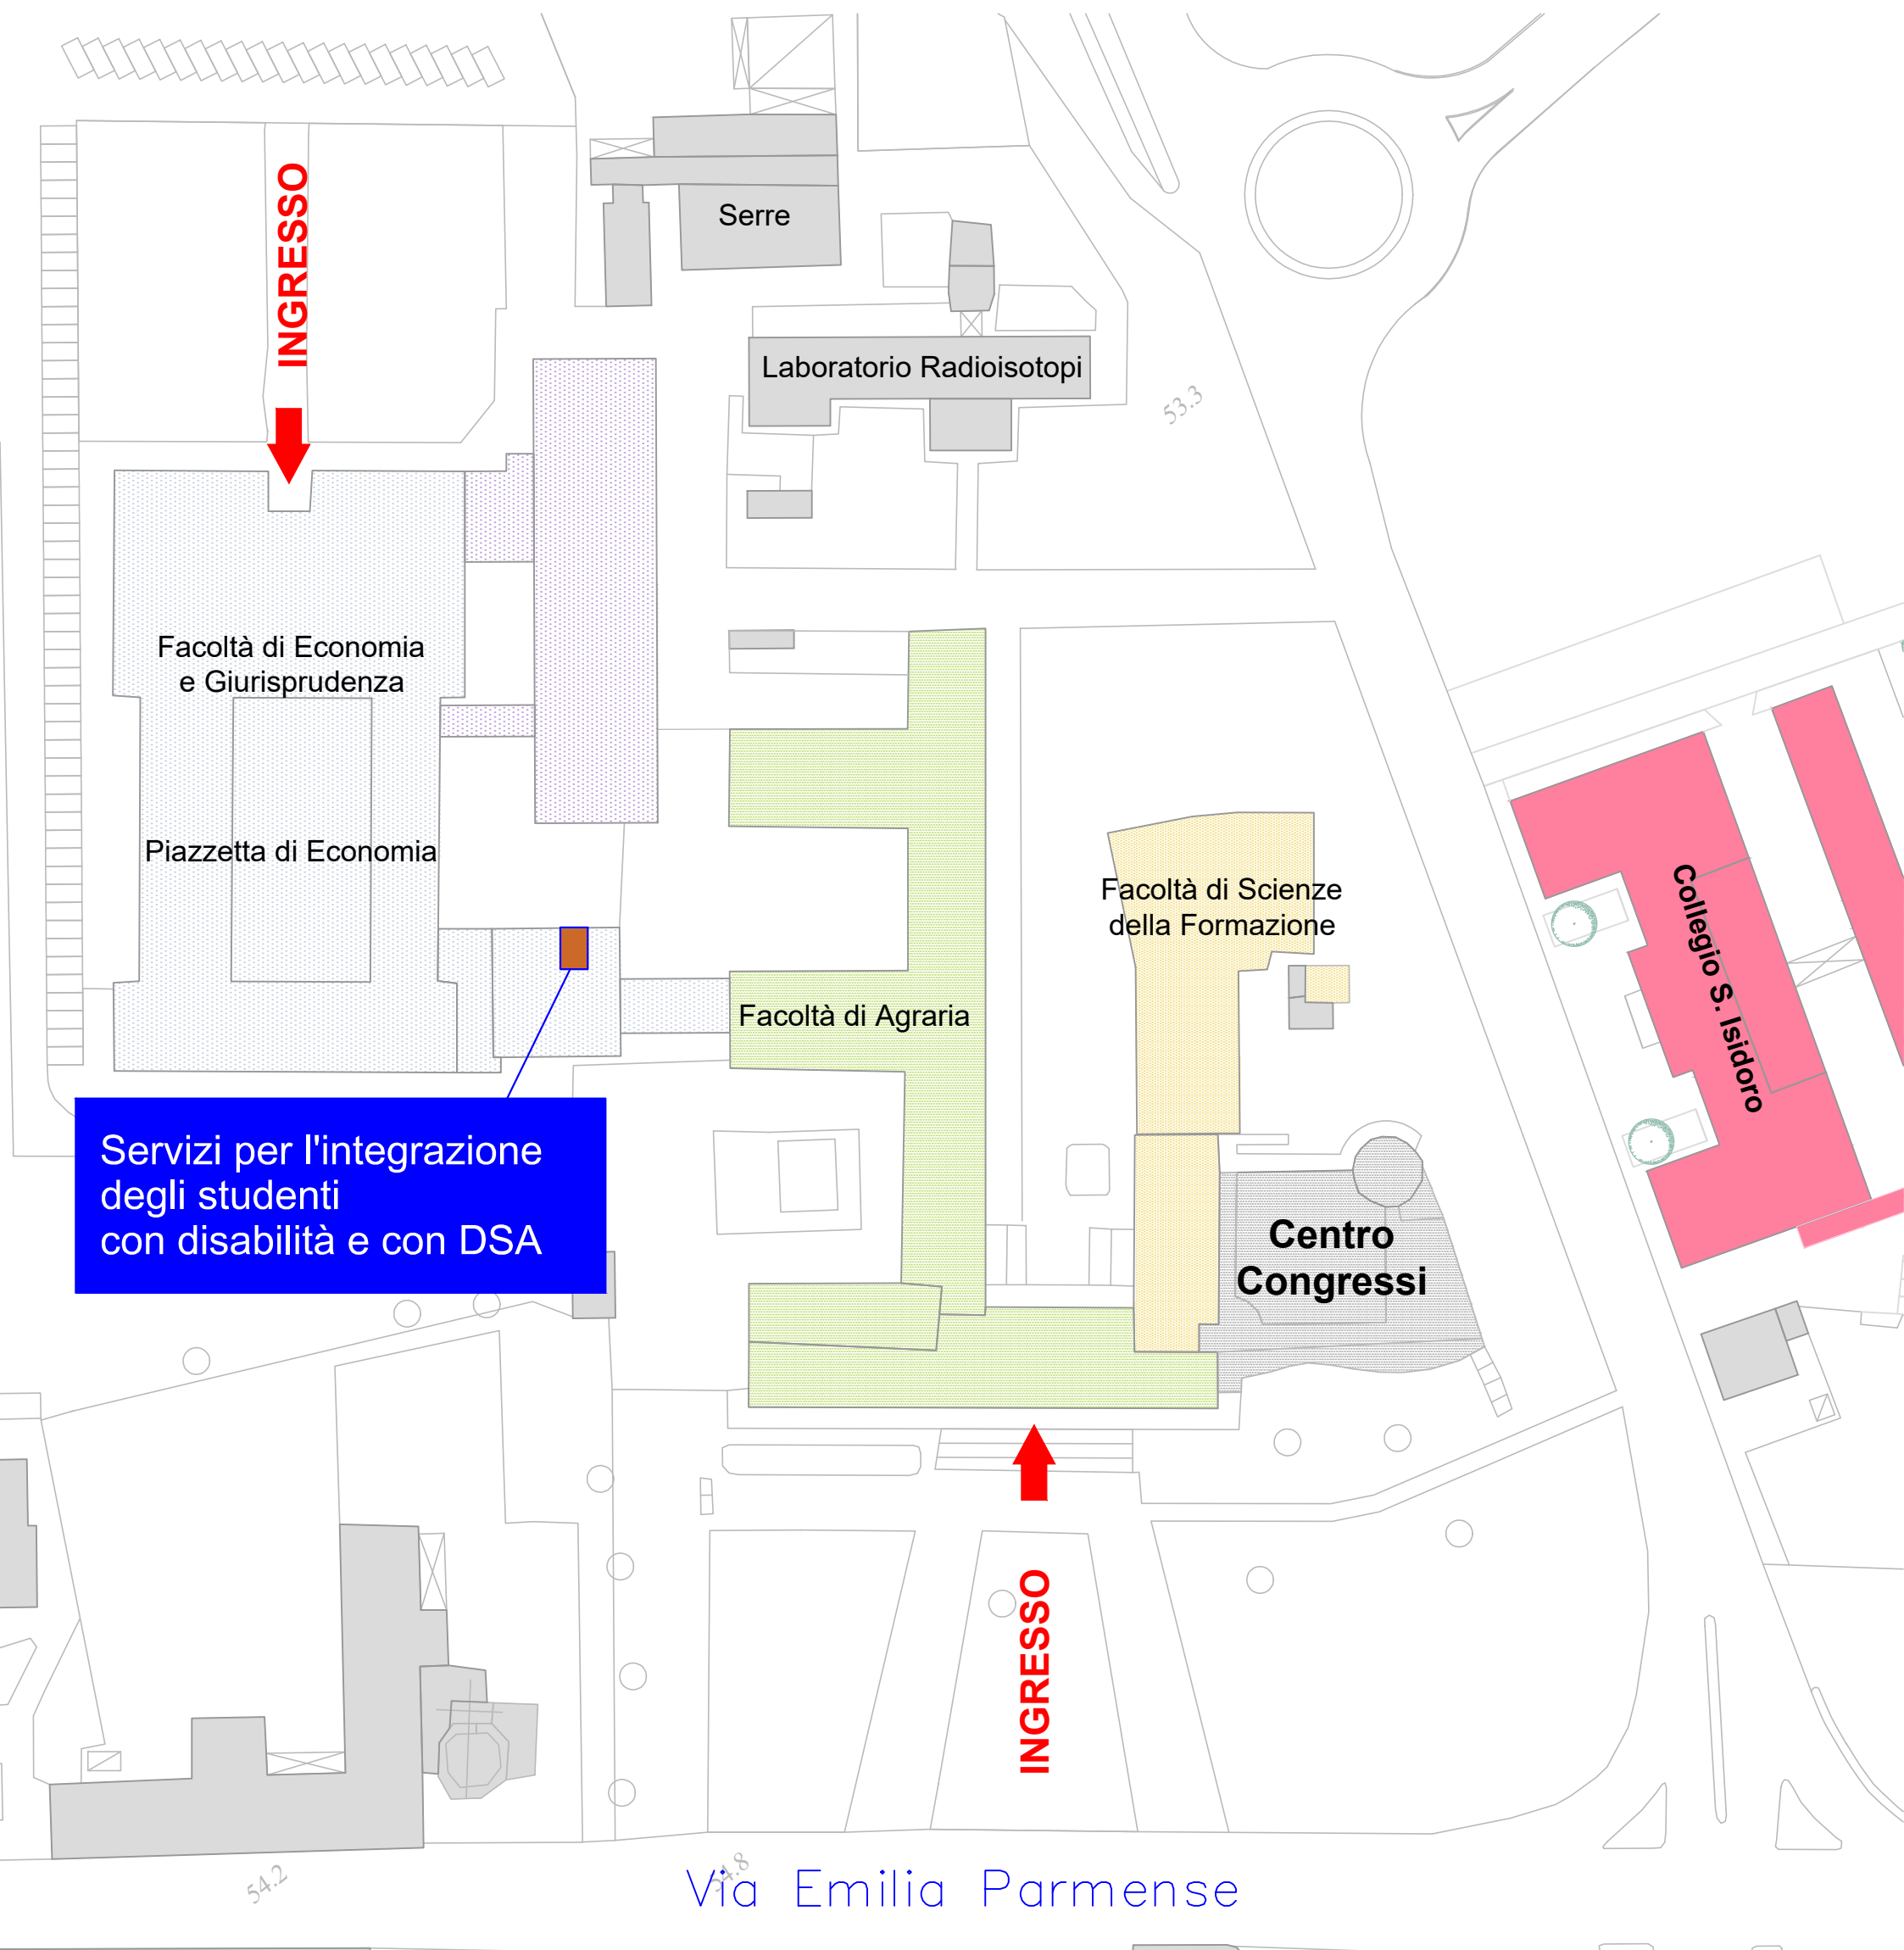 INGRESSO
Serre
Laboratorio Radioisotopi
53.3
Facoltà di Economia
e Giurisprudenza
Piazzetta di Economia
Facoltà di Scienze
della Formazione
Collegio S. Isidoro
Facoltà di Agraria
Servizi per l'integrazione
degli studenti
con disabilità e con DSA
Centro
Congressi
INGRESSO
54.2
54.8
Via Emilia Parmense